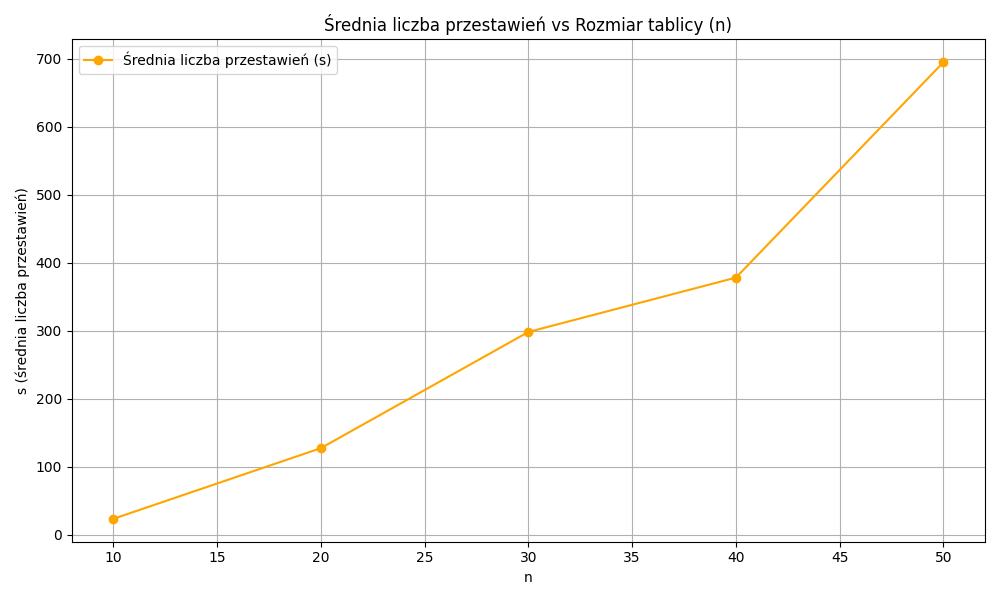 Średnia liczba przestawień vs Rozmiar tablicy (n)
Średnia liczba przestawień (s)
s (średnia liczba przestawień)
700
600
500
400
300
200
100
0
10 15 20 25 30 35 40 45 50
n